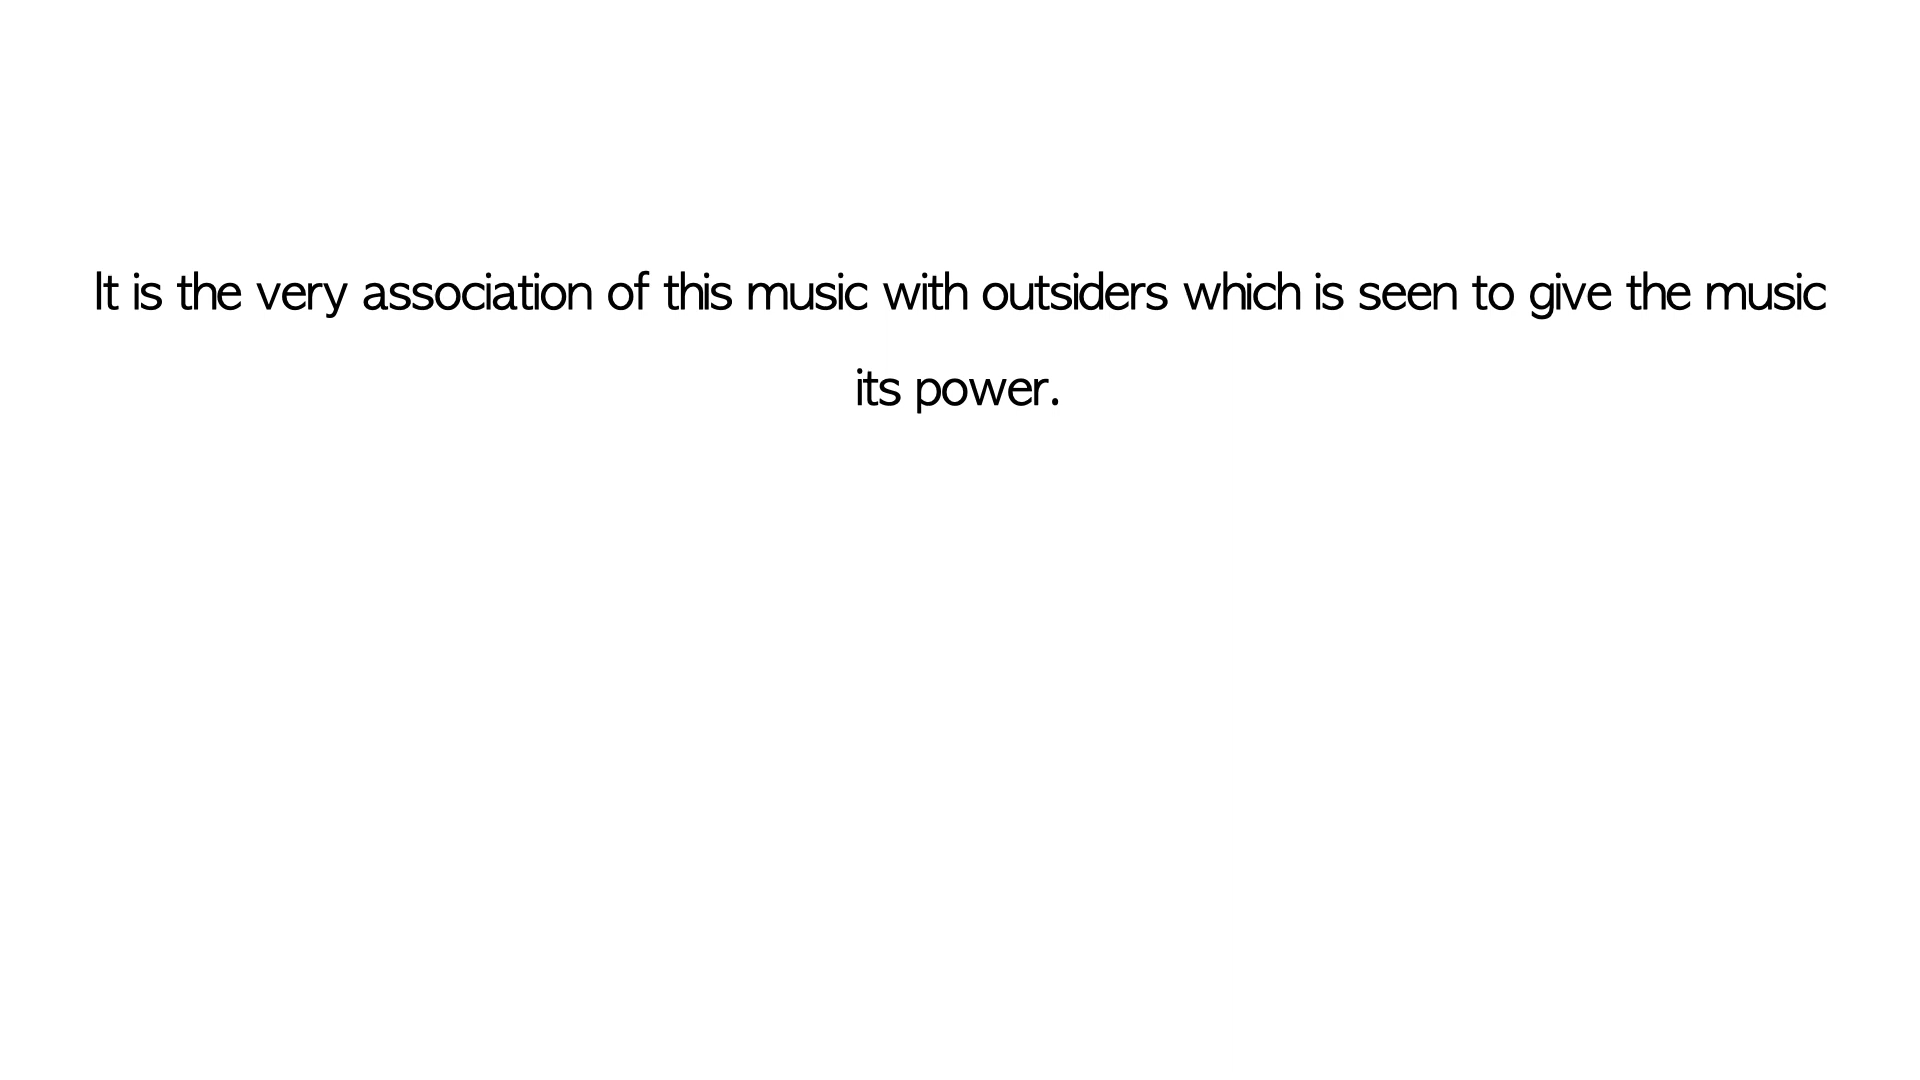 It is the very association of this music with outsiders which is seen to give the music
its power.